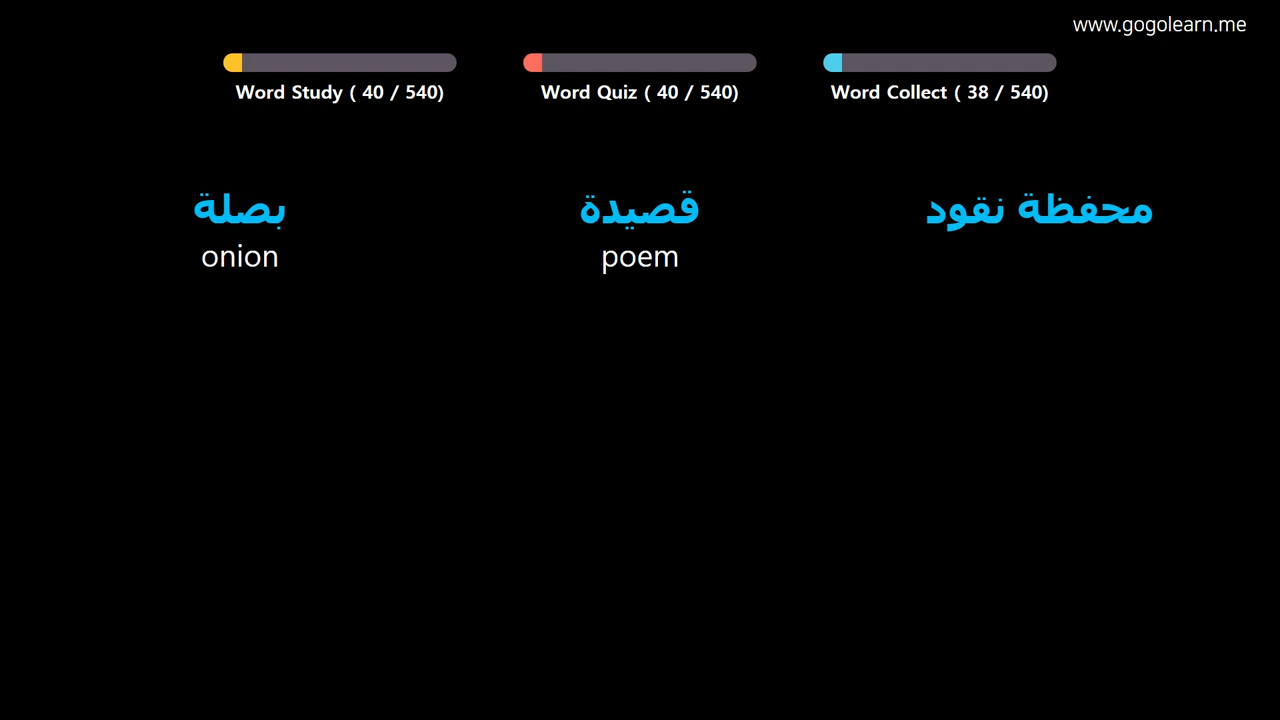 www.gogolearn.me
Word Study ( 40 / 540)
Word Quiz ( 40 / 540)
Word Collect ( 38 / 540)
بصلة
onion
قصيدة
poem
محفظة نقود